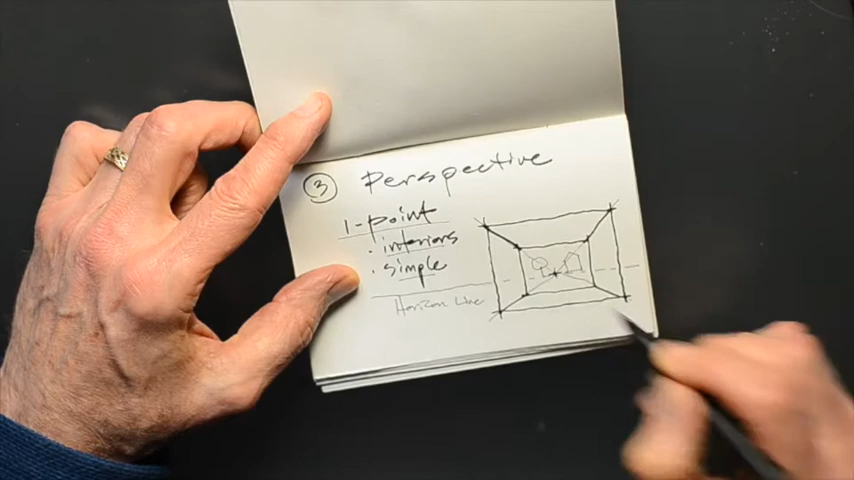 3 Perspective
1-point
· interiors
· simple
Horizon Line